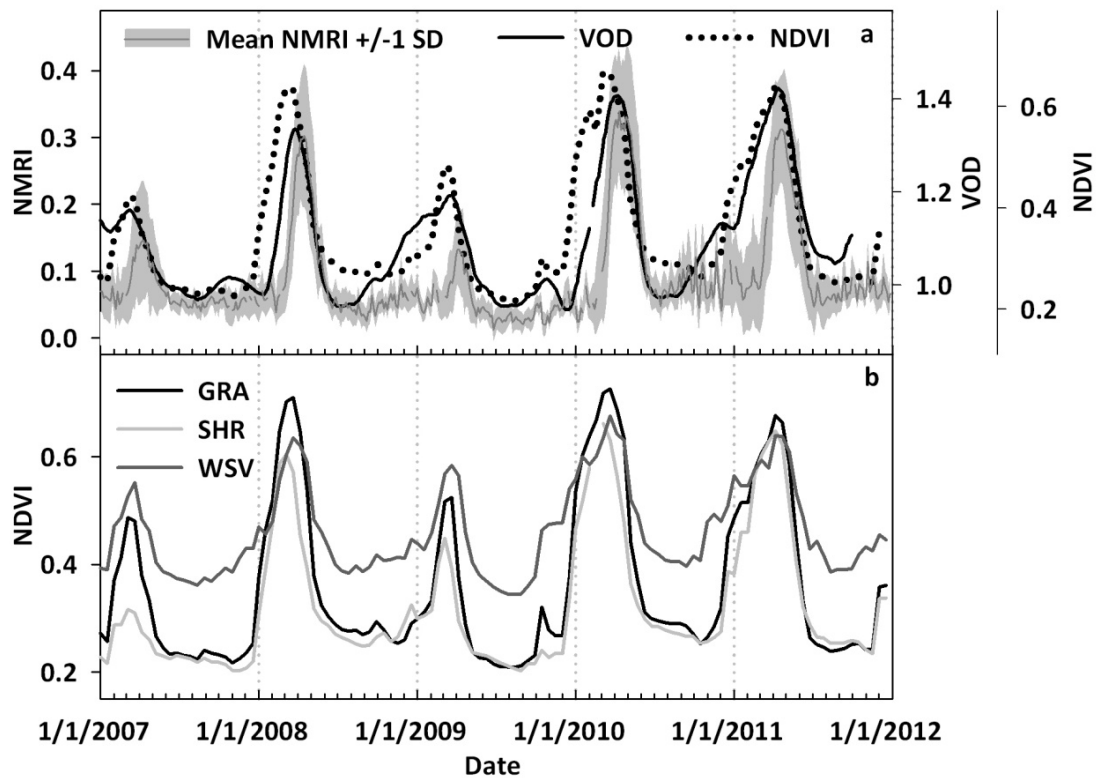 Mean NMRI +/-1 SD VOD NDVI a
0.4
0.3
0.2
0.1
0.0
NMRI
1.4
1.2
1.0
VOD
0.6
0.4
0.2
NDVI
b
GRA
SHR
WSV
0.6
0.4
0.2
NDVI
1/1/2007 1/1/2008 1/1/2009 1/1/2010 1/1/2011 1/1/2012
Date